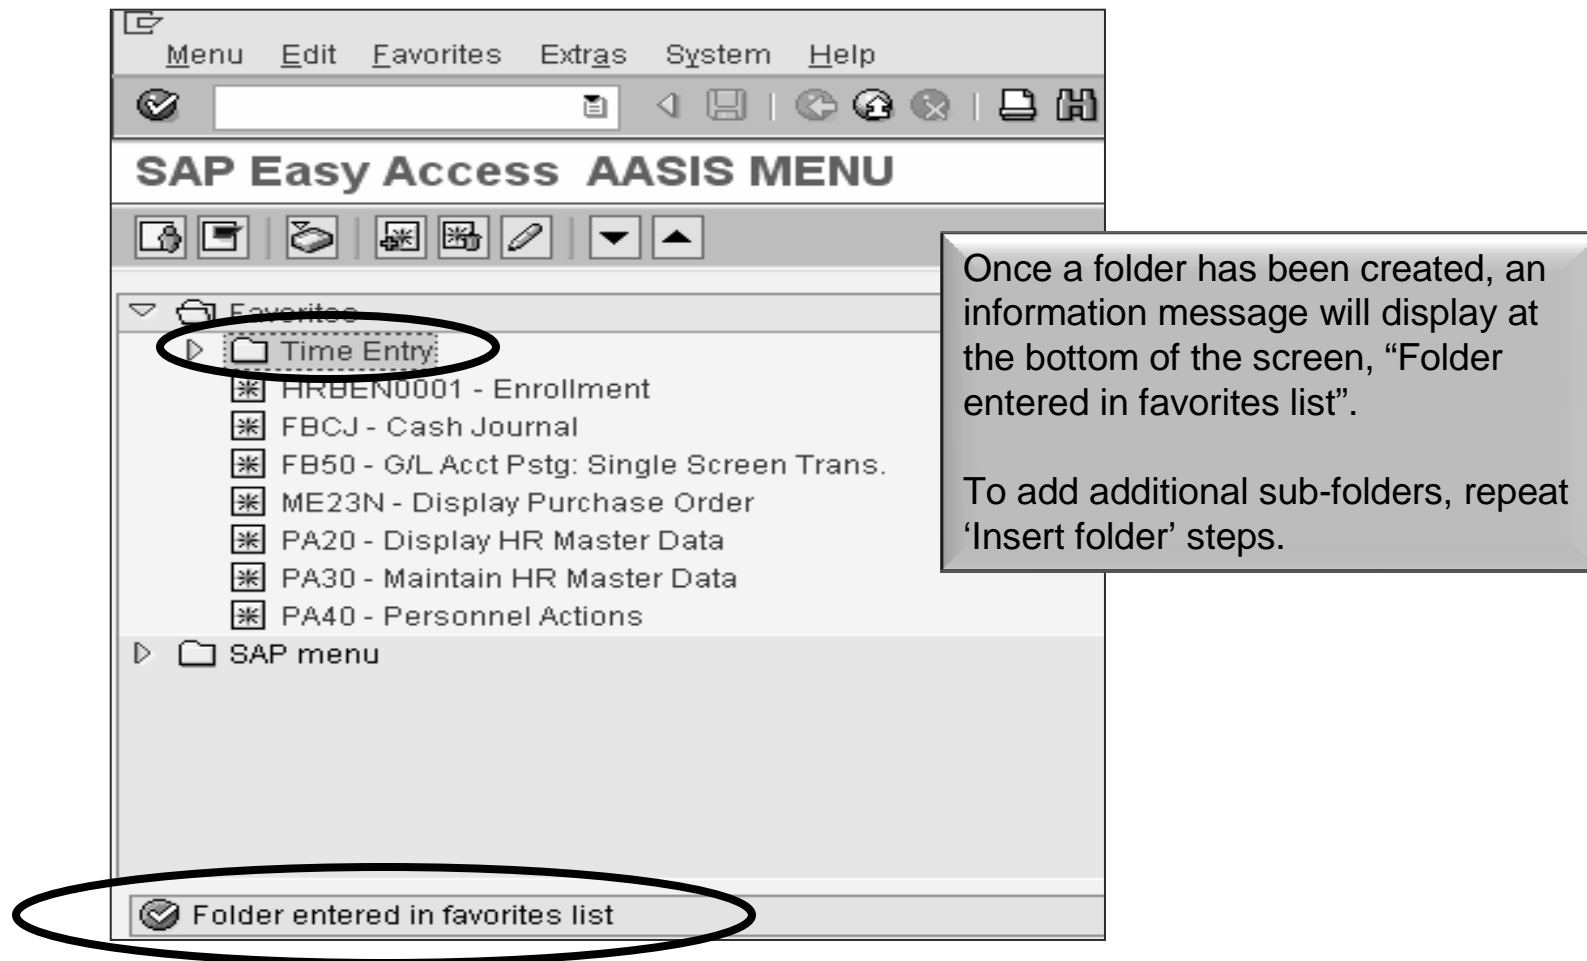 Menu Edit Favorites Extras System Help
SAP Easy Access AASIS MENU
Favorites
Time Entry
HRBEN0001 - Enrollment
FBCJ - Cash Journal
FB50 - G/L Acct Pstg: Single Screen Trans.
ME23N - Display Purchase Order
PA20 - Display HR Master Data
PA30 - Maintain HR Master Data
PA40 - Personnel Actions
SAP menu
Folder entered in favorites list
Once a folder has been created, an
information message will display at
the bottom of the screen, “Folder
entered in favorites list”.
To add additional sub-folders, repeat
‘Insert folder’ steps.